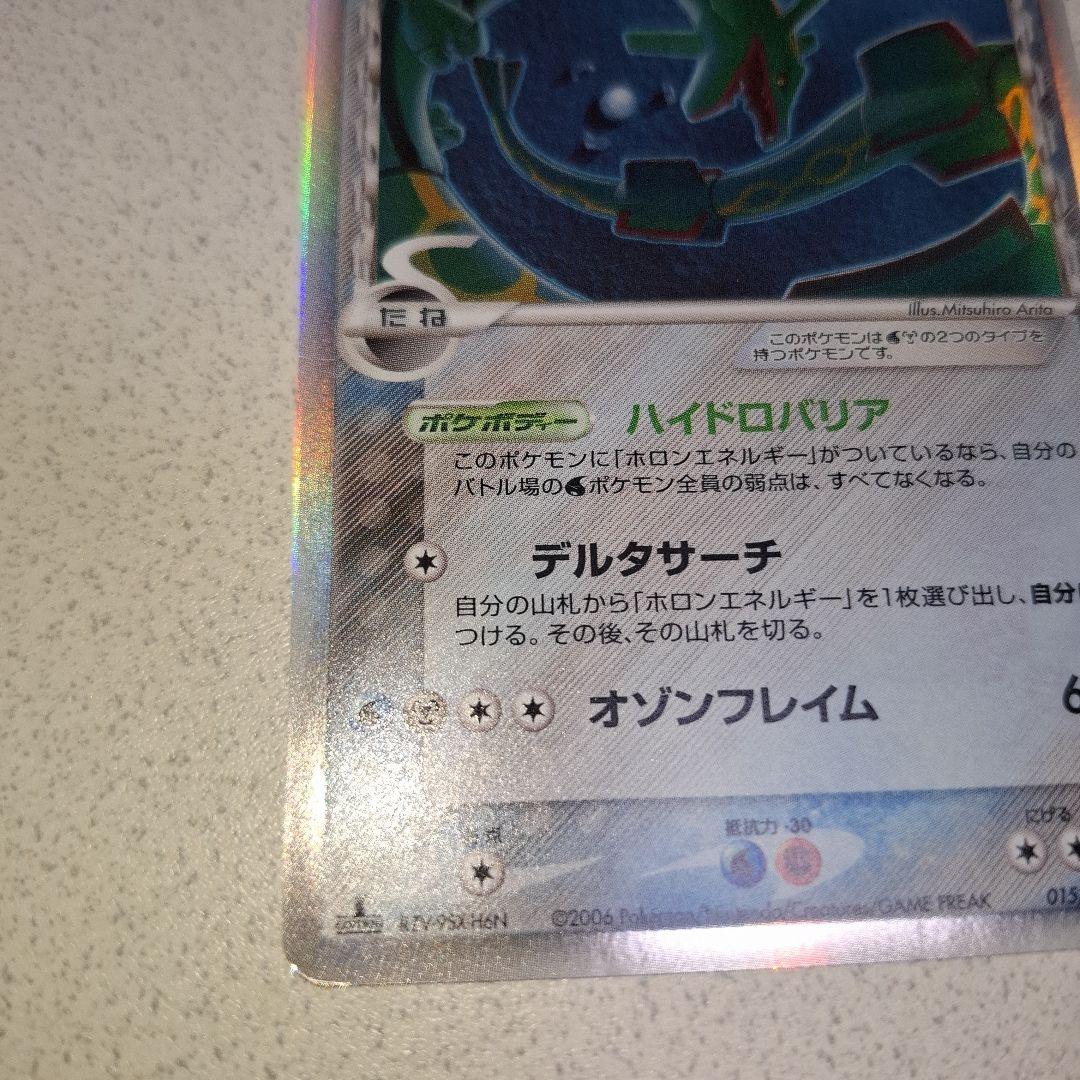 Illus.Mitsuhiro Arita
たね
このポケモンは の2つのタイプを
持つポケモンです。
ポケボディー ハイドロバリア
このポケモンに「ホロンエネルギー」がついているなら、自分の
バトル場の ポケモン全員の弱点は、すべてなくなる。
デルタサーチ
自分の山札から「ホロンエネルギー」を1枚選び出し、自分
つける。その後、その山札を切る。
オゾンフレイム 6
点 抵抗力 -30 にげる
©2006 Pokémon/Nintendo/Creatures/GAME FREAK 015